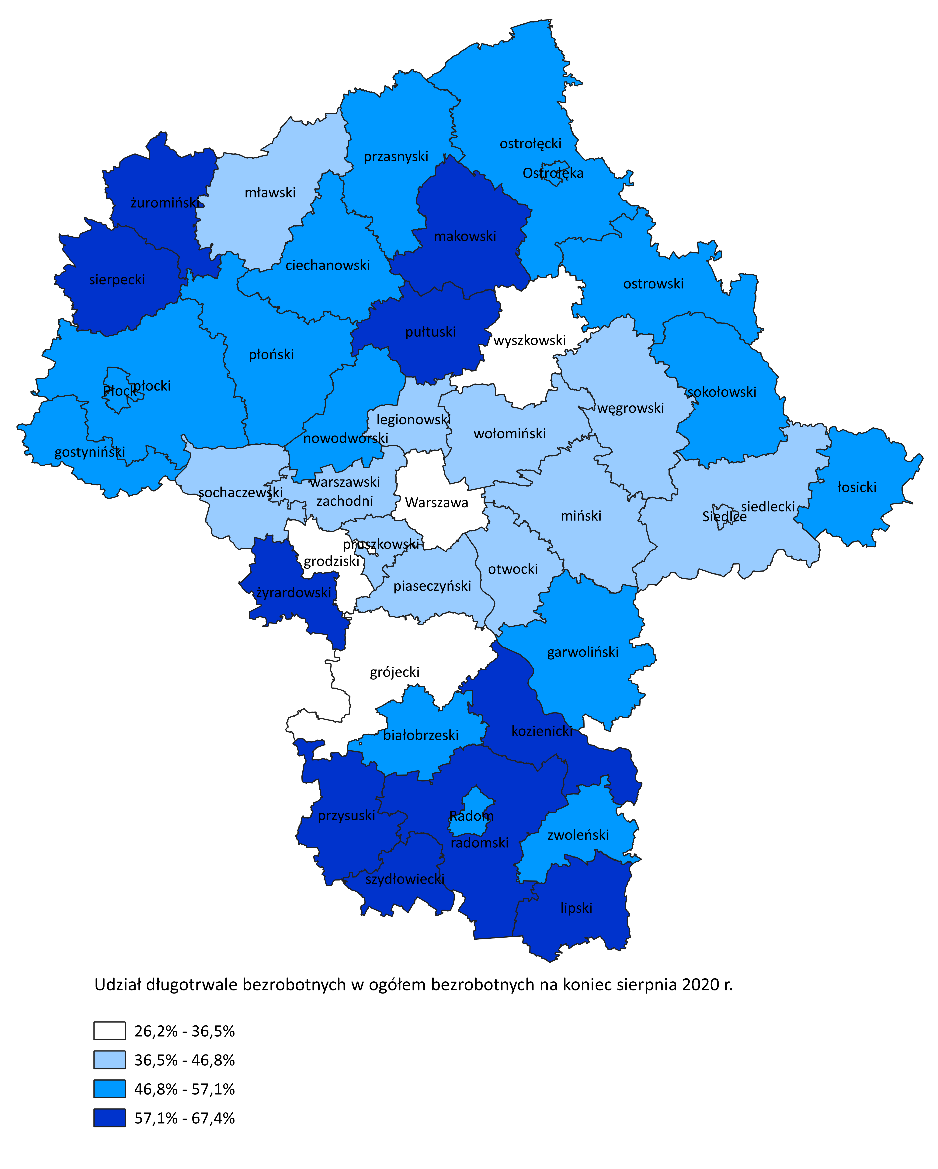 ostrołęcki
przasnyski
Ostrołęka
mławski
żuromiński
makowski
ciechanowski
sierpecki
ostrowski
pułtuski
wyszkowski
płoński
Płock
płocki
sokołowski
węgrowski
legionowski
wołomiński
nowodworski
gostyniński
warszawski
zachodni
sochaczewski
łosicki
Warszawa
siedlecki
Siedlce
miński
pruszkowski
grodziski
otwocki
piaseczyński
żyrardowski
garwoliński
grójecki
kozienicki
białobrzeski
przysuski
Radom
zwoleński
radomski
szydłowiecki
lipski
Udział długotrwale bezrobotnych w ogółem bezrobotnych na koniec sierpnia 2020 r.
26,2% - 36,5%
36,5% - 46,8%
46,8% - 57,1%
57,1% - 67,4%